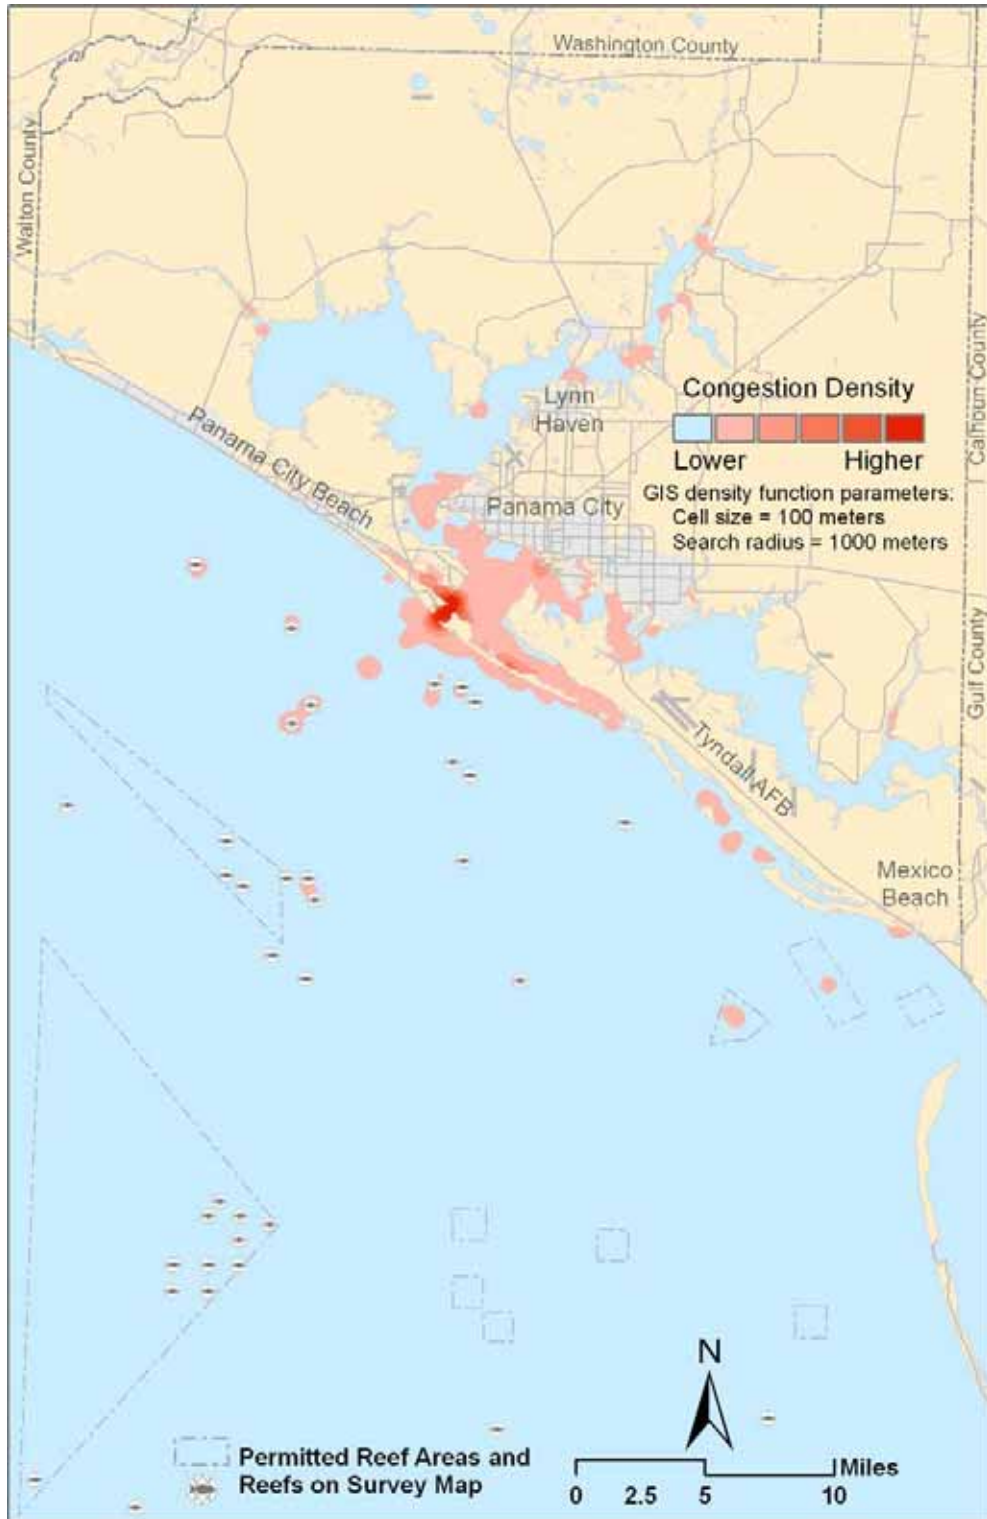 Washington County
Walton County
Calhoun County
Lynn
Haven
Congestion Density
Lower Higher
GIS density function parameters:
Cell size = 100 meters
Search radius = 1000 meters
Panama City Beach
Panama City
Gulf County
Tyndall AFB
Mexico
Beach
N
Permitted Reef Areas and
Reefs on Survey Map
Miles
0 2.5 5 10